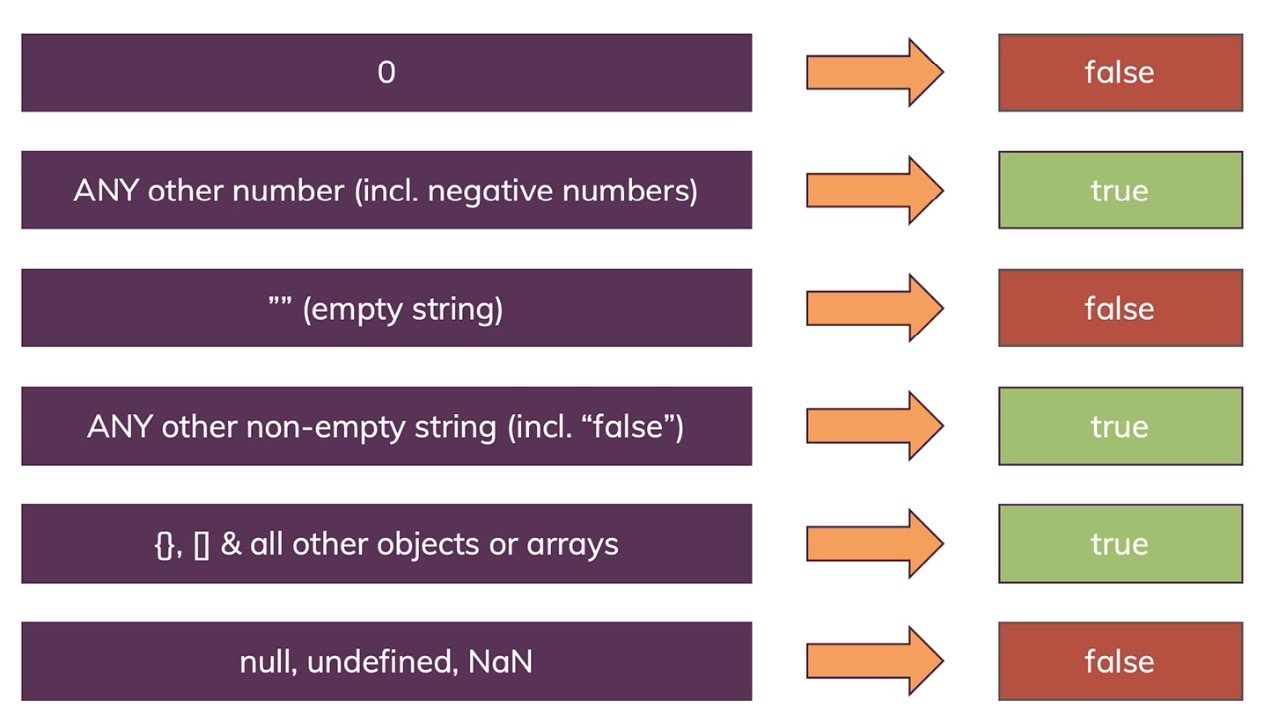 0
false
ANY other number (incl. negative numbers)
true
”” (empty string)
false
ANY other non-empty string (incl. “false”)
true
{}, [] & all other objects or arrays
true
null, undefined, NaN
false